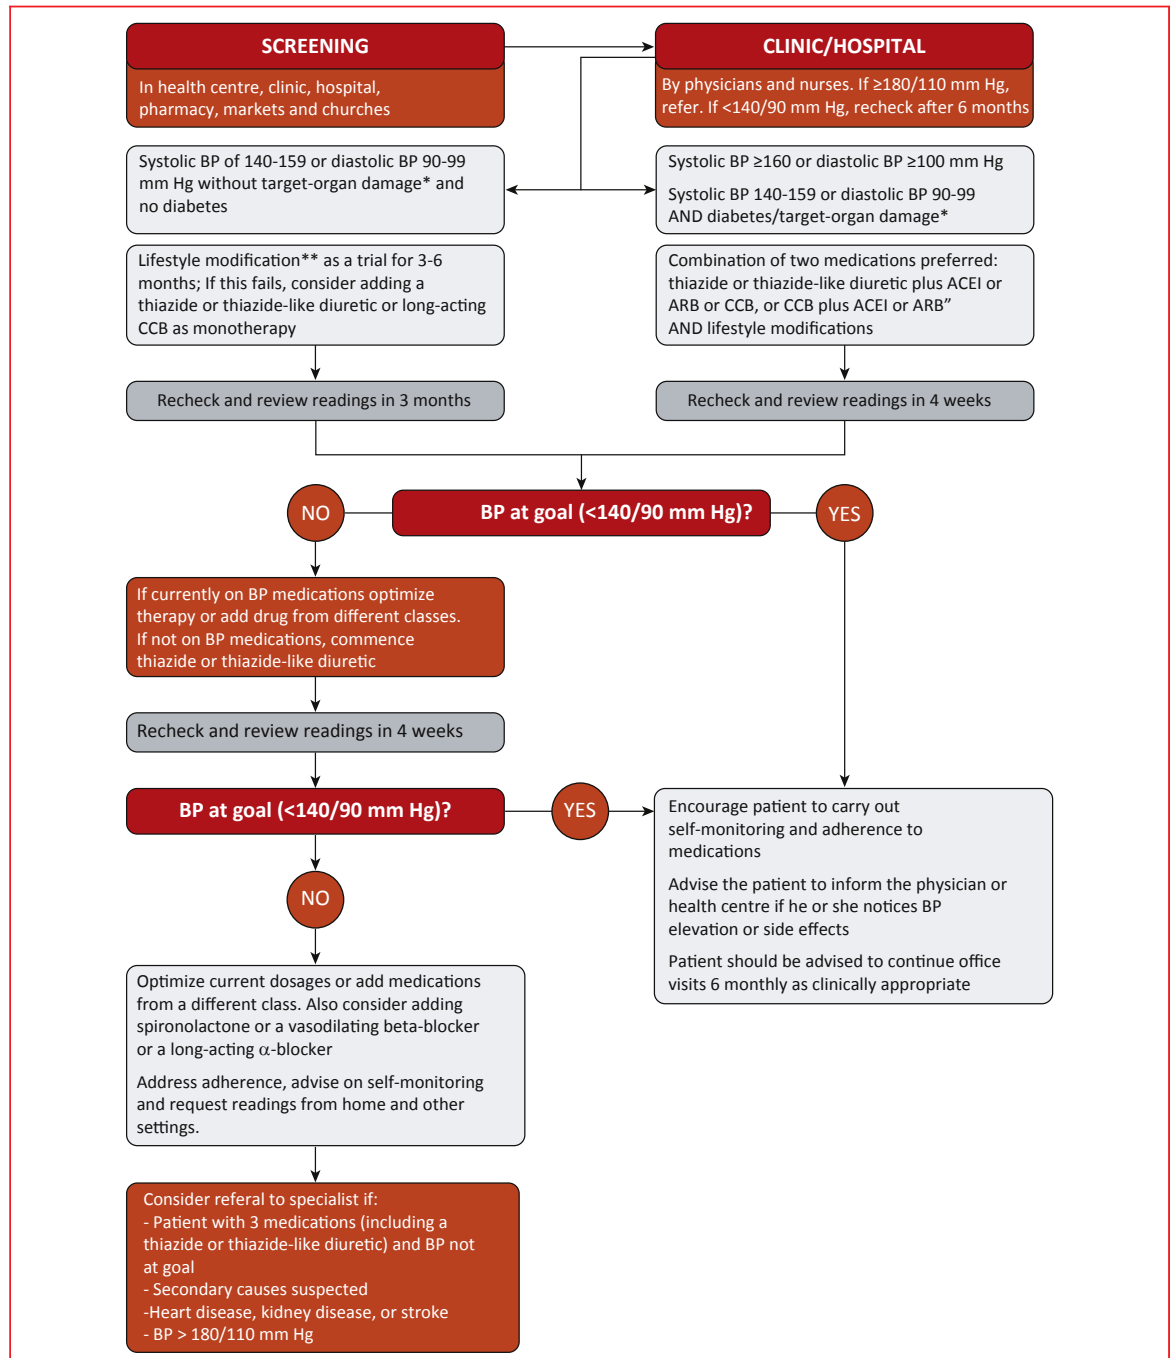 SCREENING
In health centre, clinic, hospital,
pharmacy, markets and churches
CLINIC/HOSPITAL
By physicians and nurses. If ≥180/110 mm Hg,
refer. If <140/90 mm Hg, recheck after 6 months
Systolic BP of 140-159 or diastolic BP 90-99
mm Hg without target-organ damage* and
no diabetes
Systolic BP ≥160 or diastolic BP ≥100 mm Hg
Systolic BP 140-159 or diastolic BP 90-99
AND diabetes/target-organ damage*
Lifestyle modification** as a trial for 3-6
months; If this fails, consider adding a
thiazide or thiazide-like diuretic or long-acting
CCB as monotherapy
Combination of two medications preferred:
thiazide or thiazide-like diuretic plus ACEI or
ARB or CCB, or CCB plus ACEI or ARB”
AND lifestyle modifications
Recheck and review readings in 3 months
Recheck and review readings in 4 weeks
NO
BP at goal (<140/90 mm Hg)?
YES
If currently on BP medications optimize
therapy or add drug from different classes.
If not on BP medications, commence
thiazide or thiazide-like diuretic
Recheck and review readings in 4 weeks
BP at goal (<140/90 mm Hg)?
YES
Encourage patient to carry out
self-monitoring and adherence to
medications
Advise the patient to inform the physician or
health centre if he or she notices BP
elevation or side effects
Patient should be advised to continue office
visits 6 monthly as clinically appropriate
NO
Optimize current dosages or add medications
from a different class. Also consider adding
spironolactone or a vasodilating beta-blocker
or a long-acting α-blocker
Address adherence, advise on self-monitoring
and request readings from home and other
settings.
Consider referal to specialist if:
- Patient with 3 medications (including a
thiazide or thiazide-like diuretic) and BP not
at goal
- Secondary causes suspected
-Heart disease, kidney disease, or stroke
- BP > 180/110 mm Hg